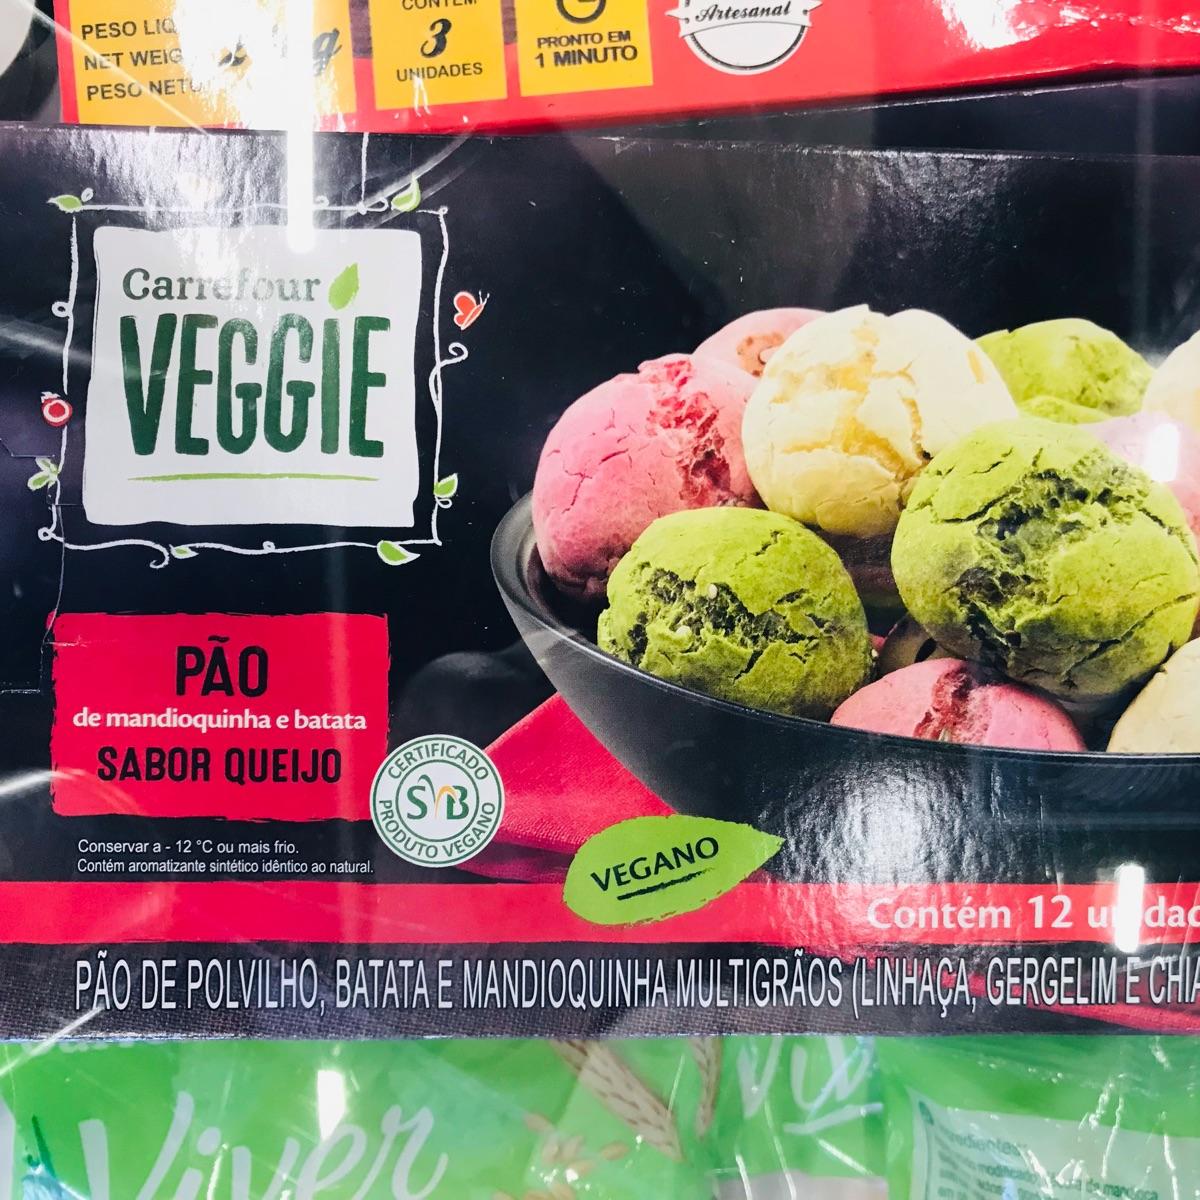 PESO LIQ
NET WEIG
PESO NETO
CONTÉM
3
UNIDADES
PRONTO EM
1 MINUTO
Artesanal
Carrefour
VEGGIE
PÃO
de mandioquinha e batata
SABOR QUEIJO
CERTIFICADO
SVB
PRODUTO VEGANO
Conservar a - 12 °C ou mais frio.
Contém aromatizante sintético idêntico ao natural.
VEGANO
Contém 12 unidad
PÃO DE POLVILHO, BATATA E MANDIOQUINHA MULTIGRÃOS (LINHAÇA, GERGELIM E CHIA
Viver